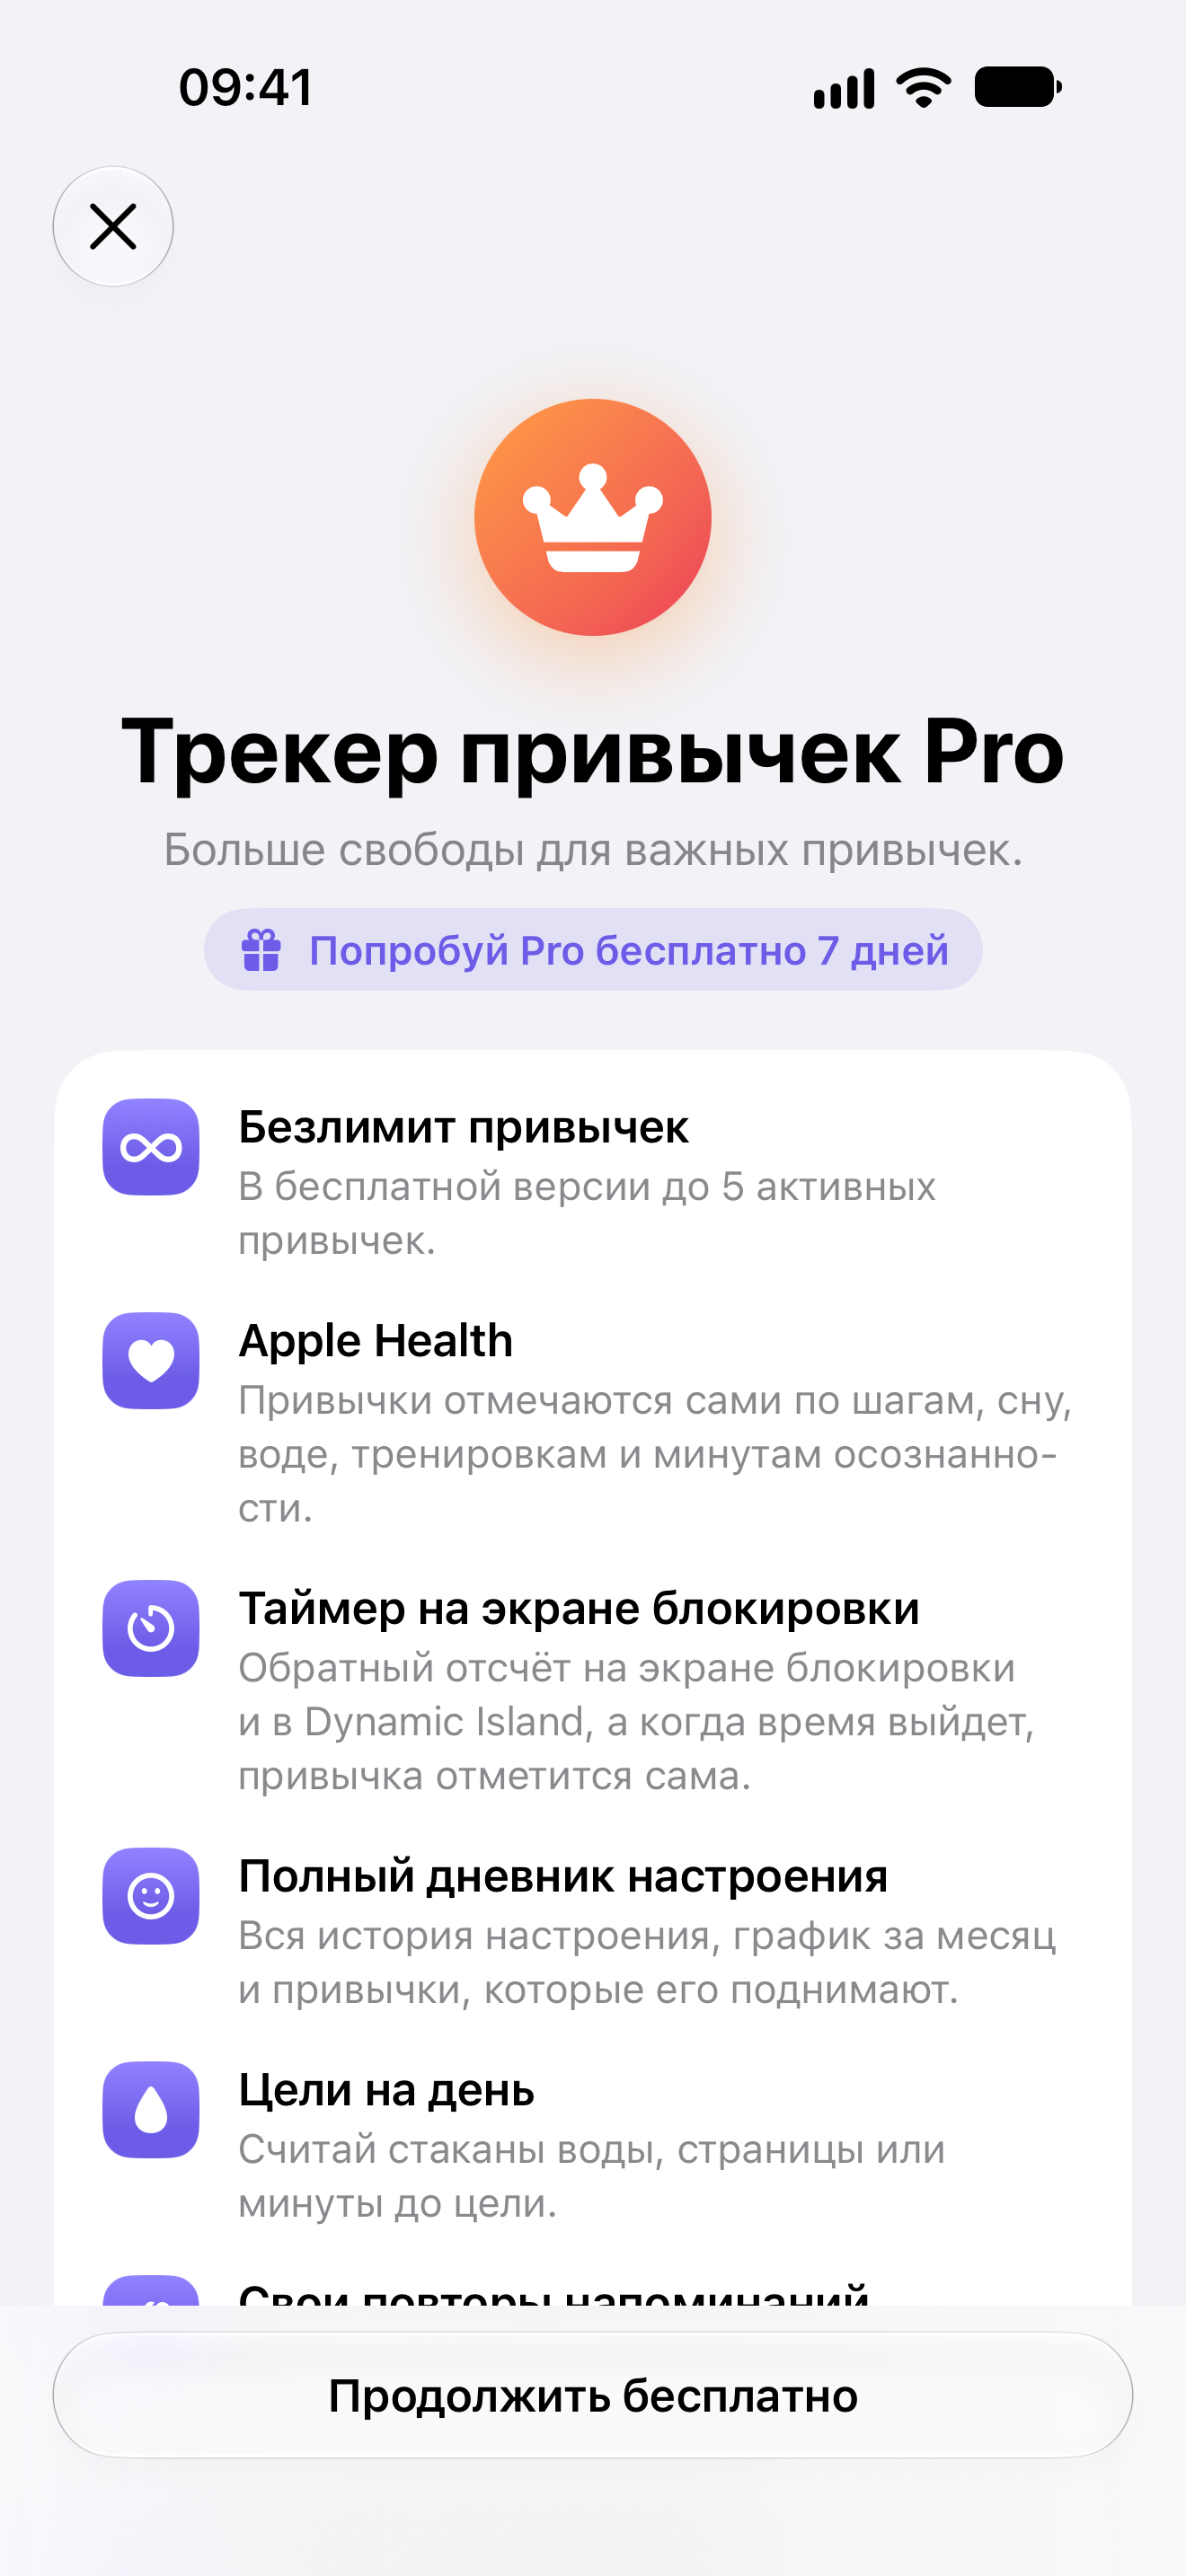 09:41
Трекер привычек Pro
Больше свободы для важных привычек.
Попробуй Pro бесплатно 7 дней
Безлимит привычек
В бесплатной версии до 5 активных
привычек.
Apple Health
Привычки отмечаются сами по шагам, сну,
воде, тренировкам и минутам осознанно-
сти.
Таймер на экране блокировки
Обратный отсчёт на экране блокировки
и в Dynamic Island, а когда время выйдет,
привычка отметится сама.
Полный дневник настроения
Вся история настроения, график за месяц
и привычки, которые его поднимают.
Цели на день
Считай стаканы воды, страницы или
минуты до цели.
Свои повторы напоминаний
Продолжить бесплатно